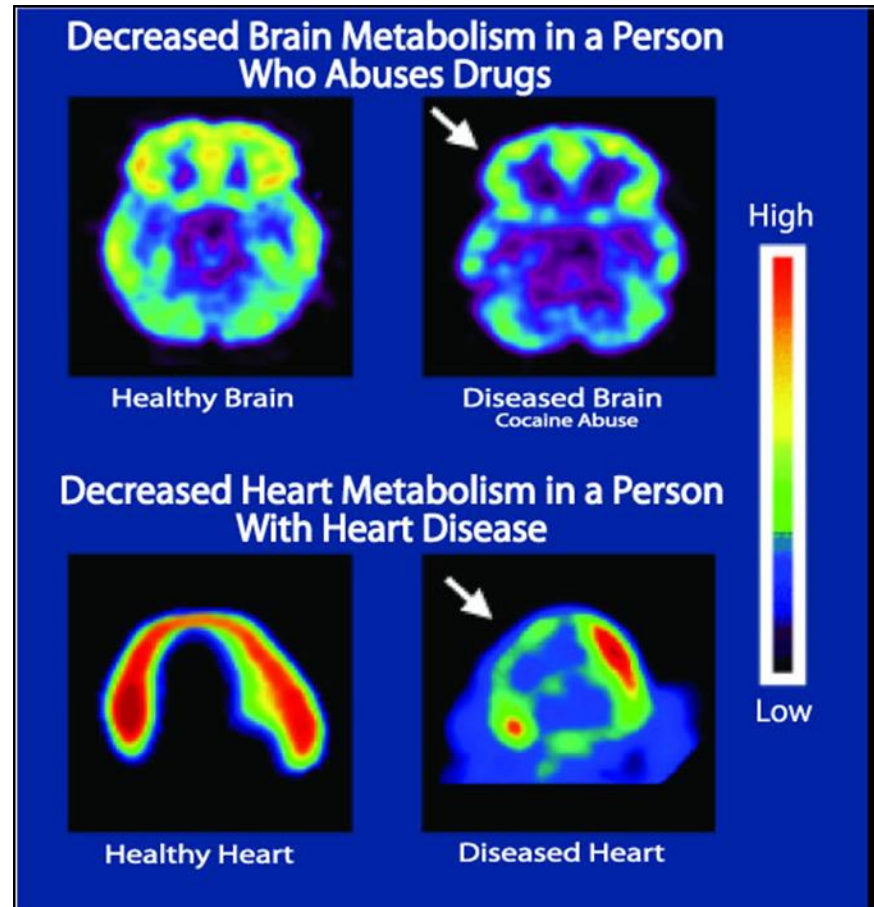 Decreased Brain Metabolism in a Person
Who Abuses Drugs
Healthy Brain
Diseased Brain
Cocaine Abuse
High
Low
Decreased Heart Metabolism in a Person
With Heart Disease
Healthy Heart
Diseased Heart